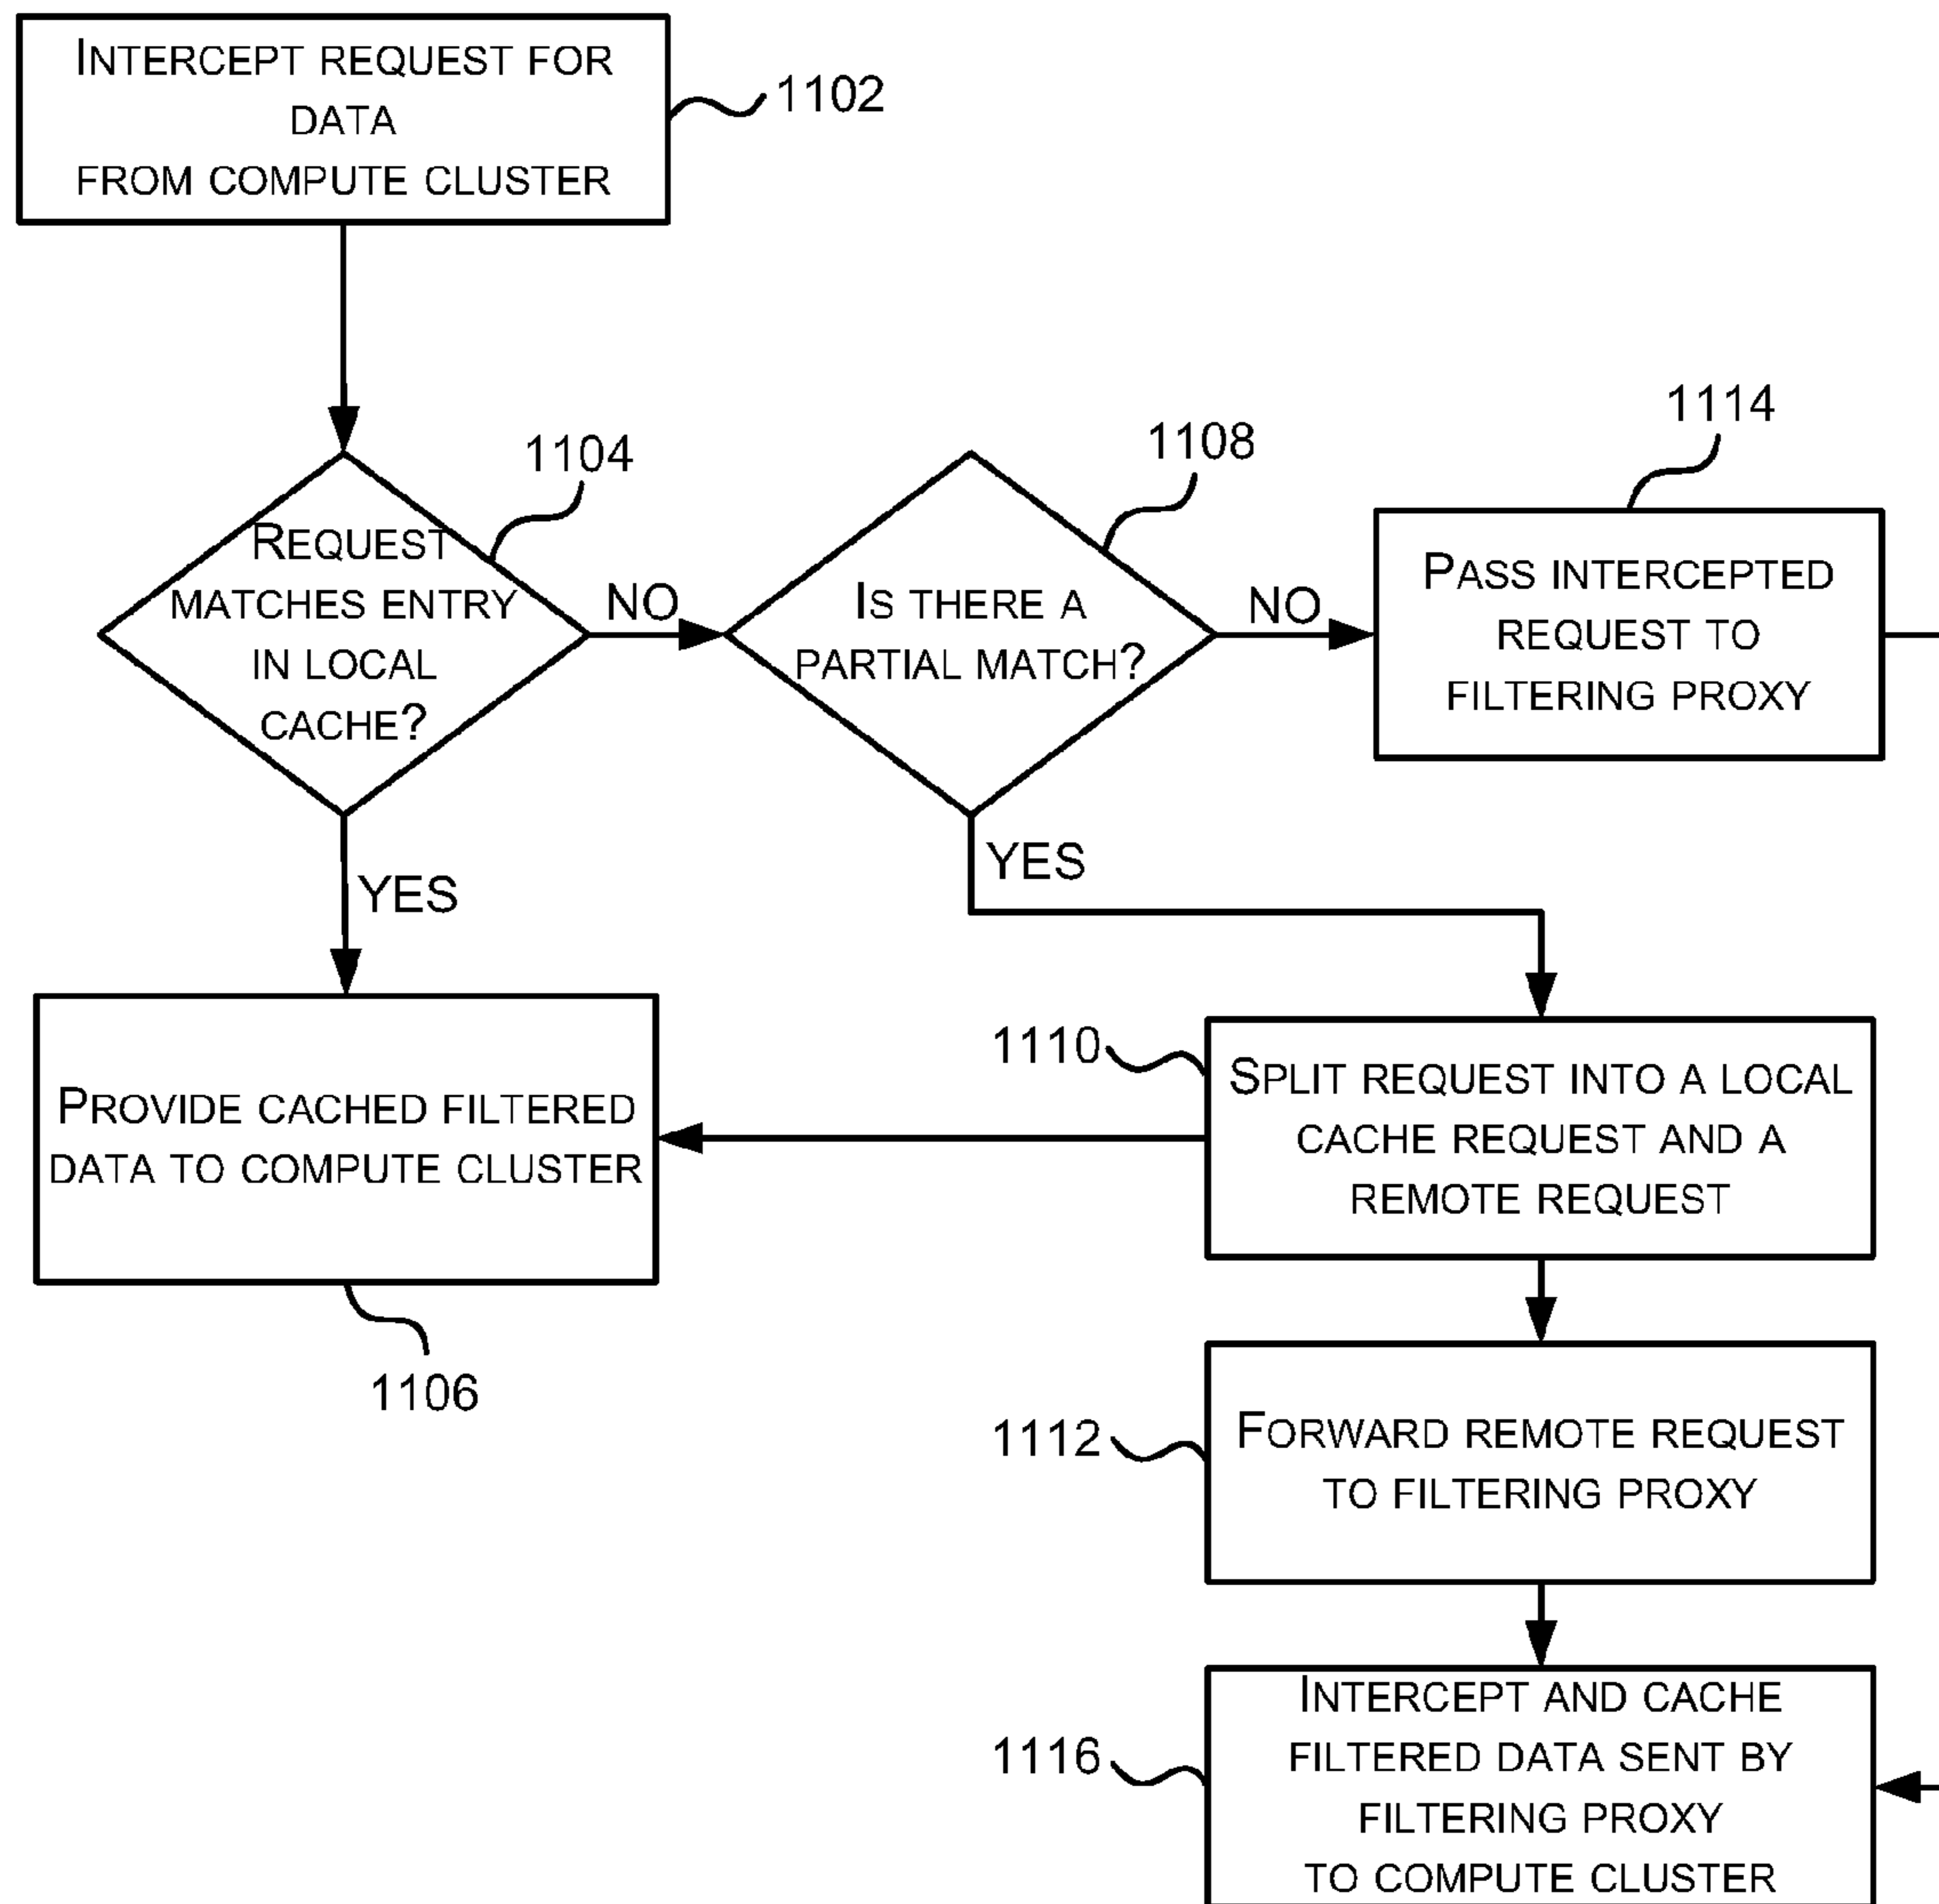 INTERCEPT REQUEST FOR
DATA
FROM COMPUTE CLUSTER
1102
1104
REQUEST
MATCHES ENTRY
IN LOCAL
CACHE?
NO
YES
1108
IS THERE A
PARTIAL MATCH?
NO
YES
1114
PASS INTERCEPTED
REQUEST TO
FILTERING PROXY
PROVIDE CACHED FILTERED
DATA TO COMPUTE CLUSTER
1106
1110
SPLIT REQUEST INTO A LOCAL
CACHE REQUEST AND A
REMOTE REQUEST
1112
FORWARD REMOTE REQUEST
TO FILTERING PROXY
1116
INTERCEPT AND CACHE
FILTERED DATA SENT BY
FILTERING PROXY
TO COMPUTE CLUSTER